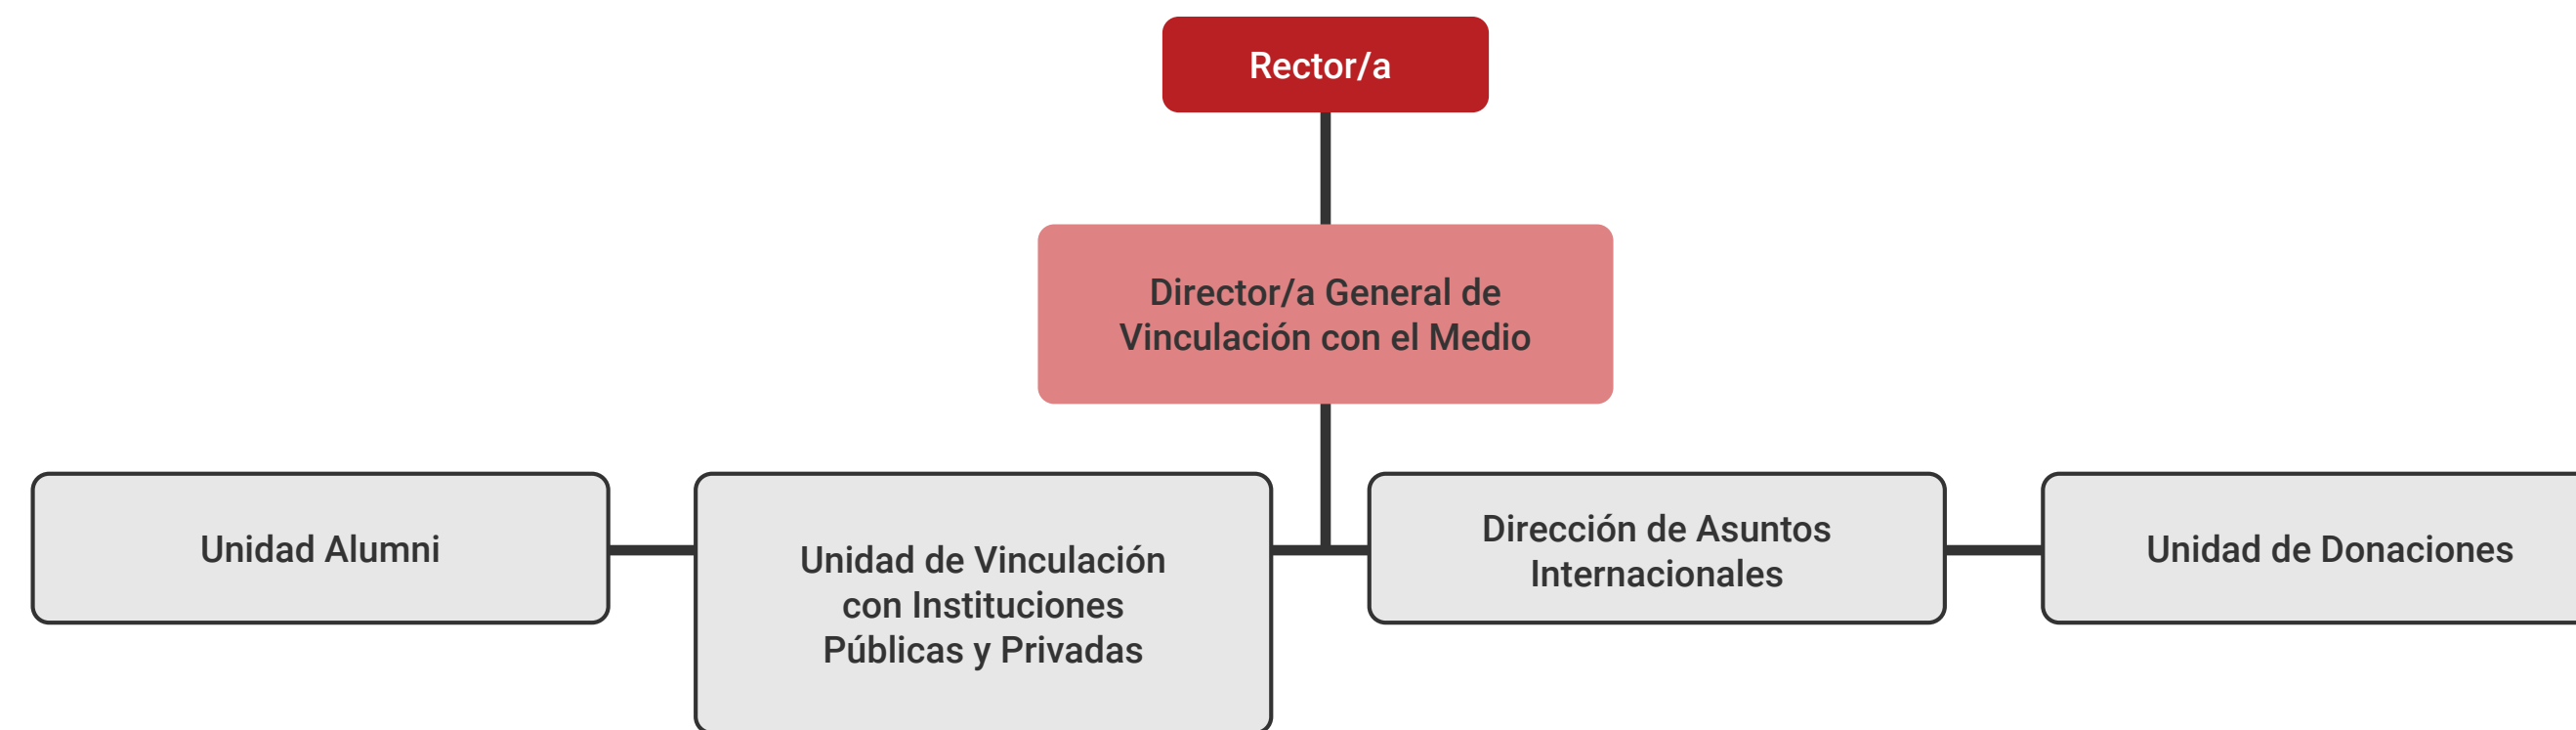 Rector/a
Director/a General de
Vinculación con el Medio
Unidad Alumni
Unidad de Vinculación
con Instituciones
Públicas y Privadas
Dirección de Asuntos
Internacionales
Unidad de Donaciones